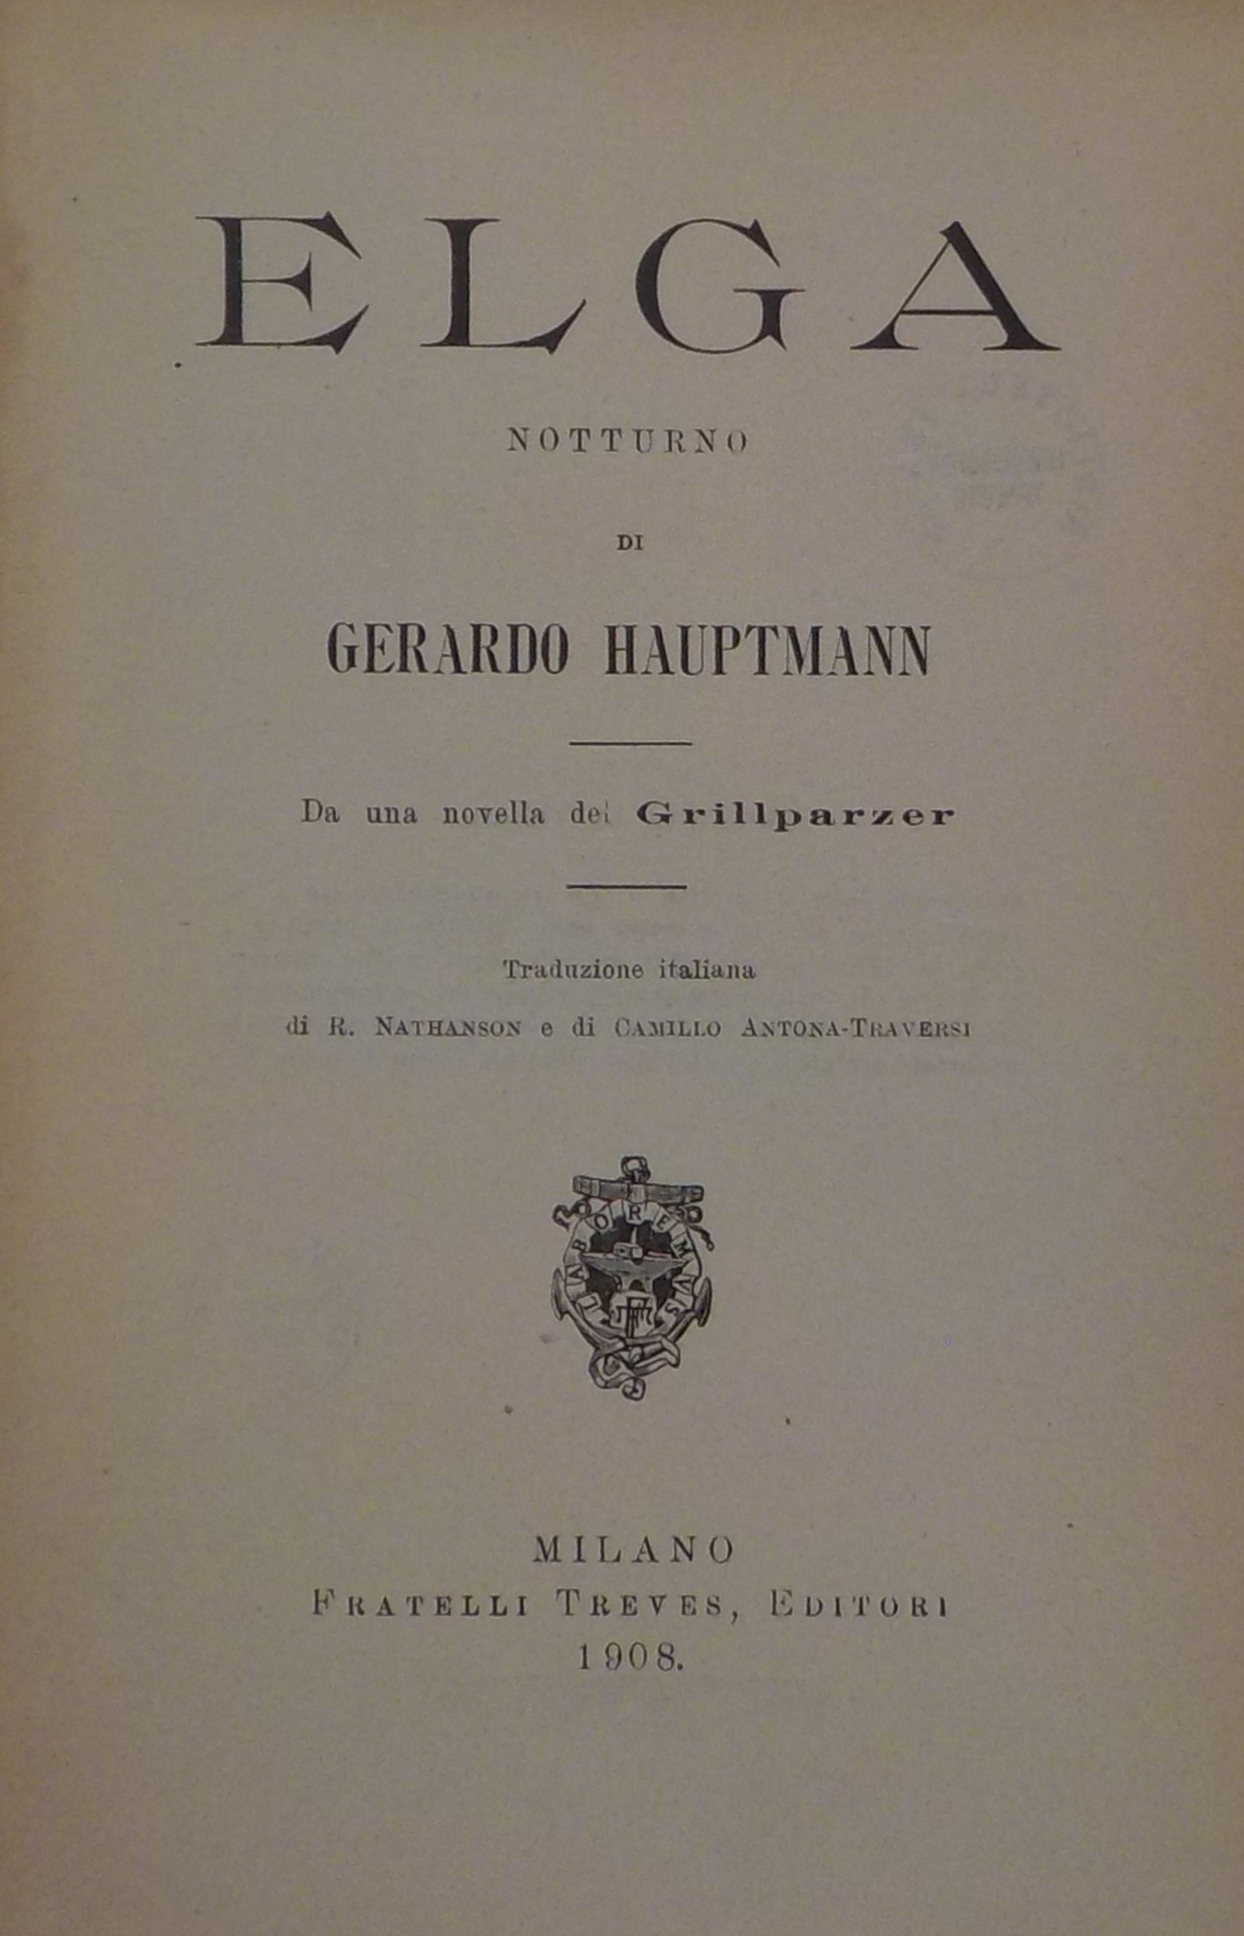 ELGA
NOTTURNO
DI
GERARDO HAUPTMANN
Da una novella del Grillparzer
Traduzione italiana
di R. NATHANSON e di CAMILLO ANTONA-TRAVERSI
LABOREMVS
MILANO
FRATELLI TREVES, EDITORI
1908.